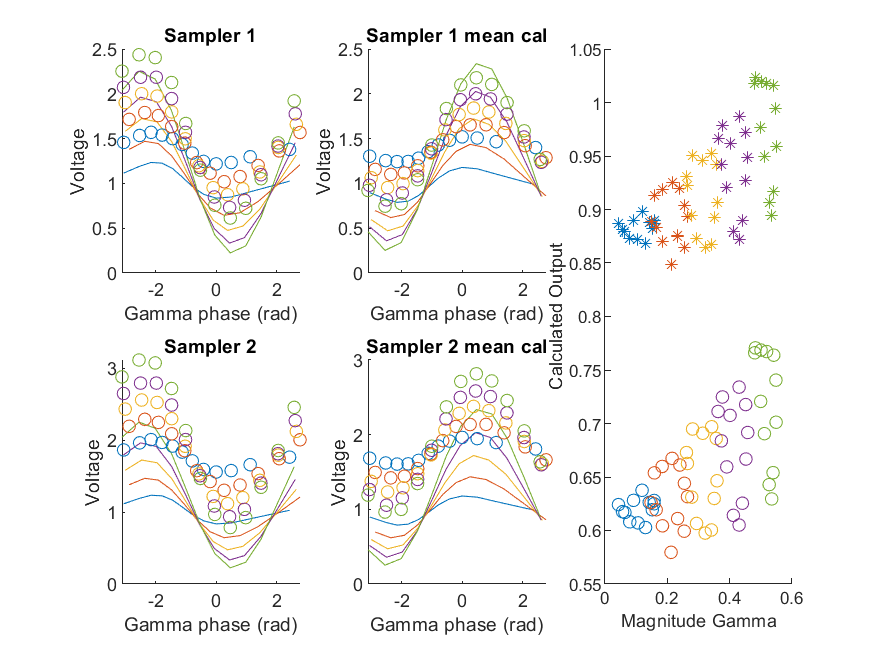 Sampler 1
2.5
2
1.5
1
0.5
0
Voltage
-2 0 2
Gamma phase (rad)
Sampler 1 mean cal
2.5
2
1.5
1
0.5
0
Voltage
-2 0 2
Gamma phase (rad)
Sampler 2
3
2
1
0
Voltage
-2 0 2
Gamma phase (rad)
Sampler 2 mean cal
3
2
1
0
Voltage
-2 0 2
Gamma phase (rad)
1.05
1
0.95
0.9
0.85
0.8
0.75
0.7
0.65
0.6
0.55
Calculated Output
0 0.2 0.4 0.6
Magnitude Gamma